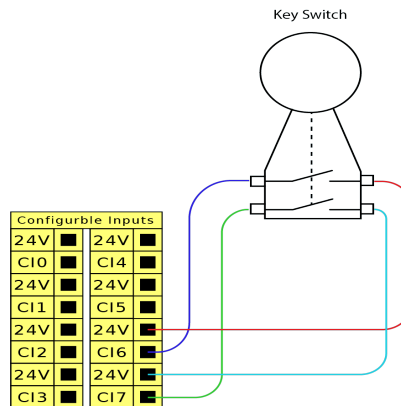 Key Switch
Configurble Inputs
24V 24V
CI0 CI4
24V 24V
CI1 CI5
24V 24V
CI2 CI6
24V 24V
CI3 CI7